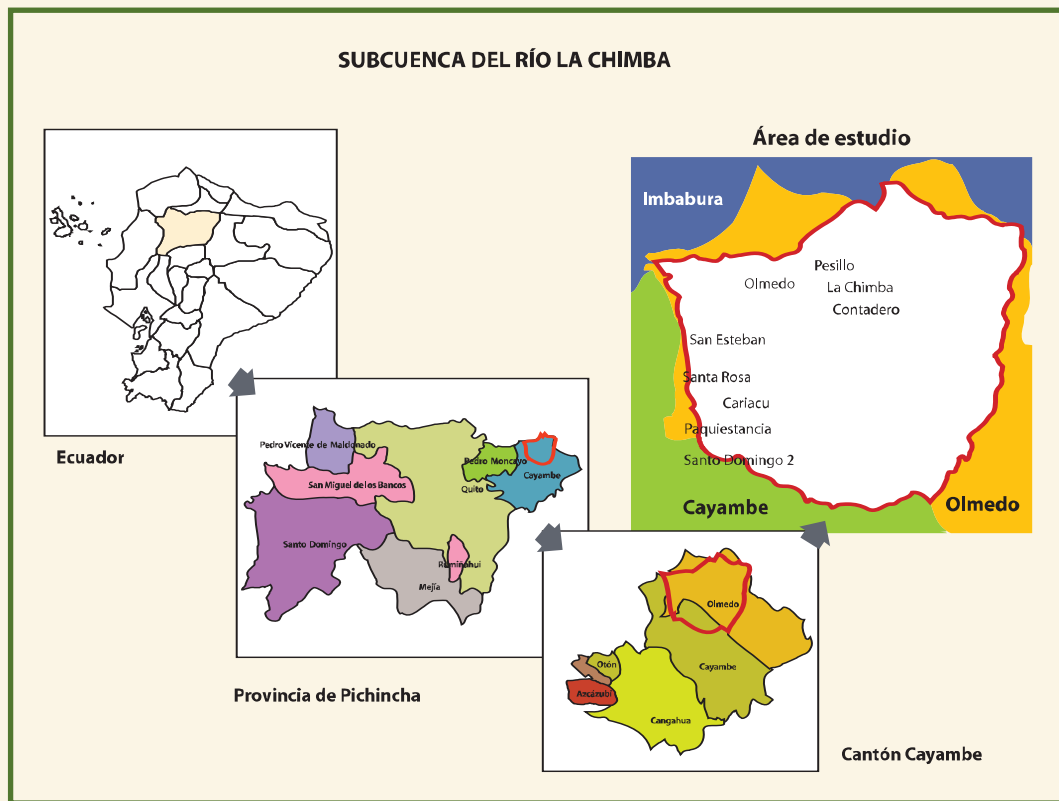 SUBCUENCA DEL RÍO LA CHIMBA
Ecuador
Pedro Vicente de Maldonado
San Miguel de los Bancos
Pedro Moncayo
Cayambe
Quito
Santo Domingo
Rumiñahui
Mejía
Provincia de Pichincha
Área de estudio
Imbabura
Pesillo
Olmedo
La Chimba
Contadero
San Esteban
Santa Rosa
Cariacu
Paquiestancia
Santo Domingo 2
Cayambe
Olmedo
Olmedo
Otón
Cayambe
Azcázubi
Cangahua
Cantón Cayambe